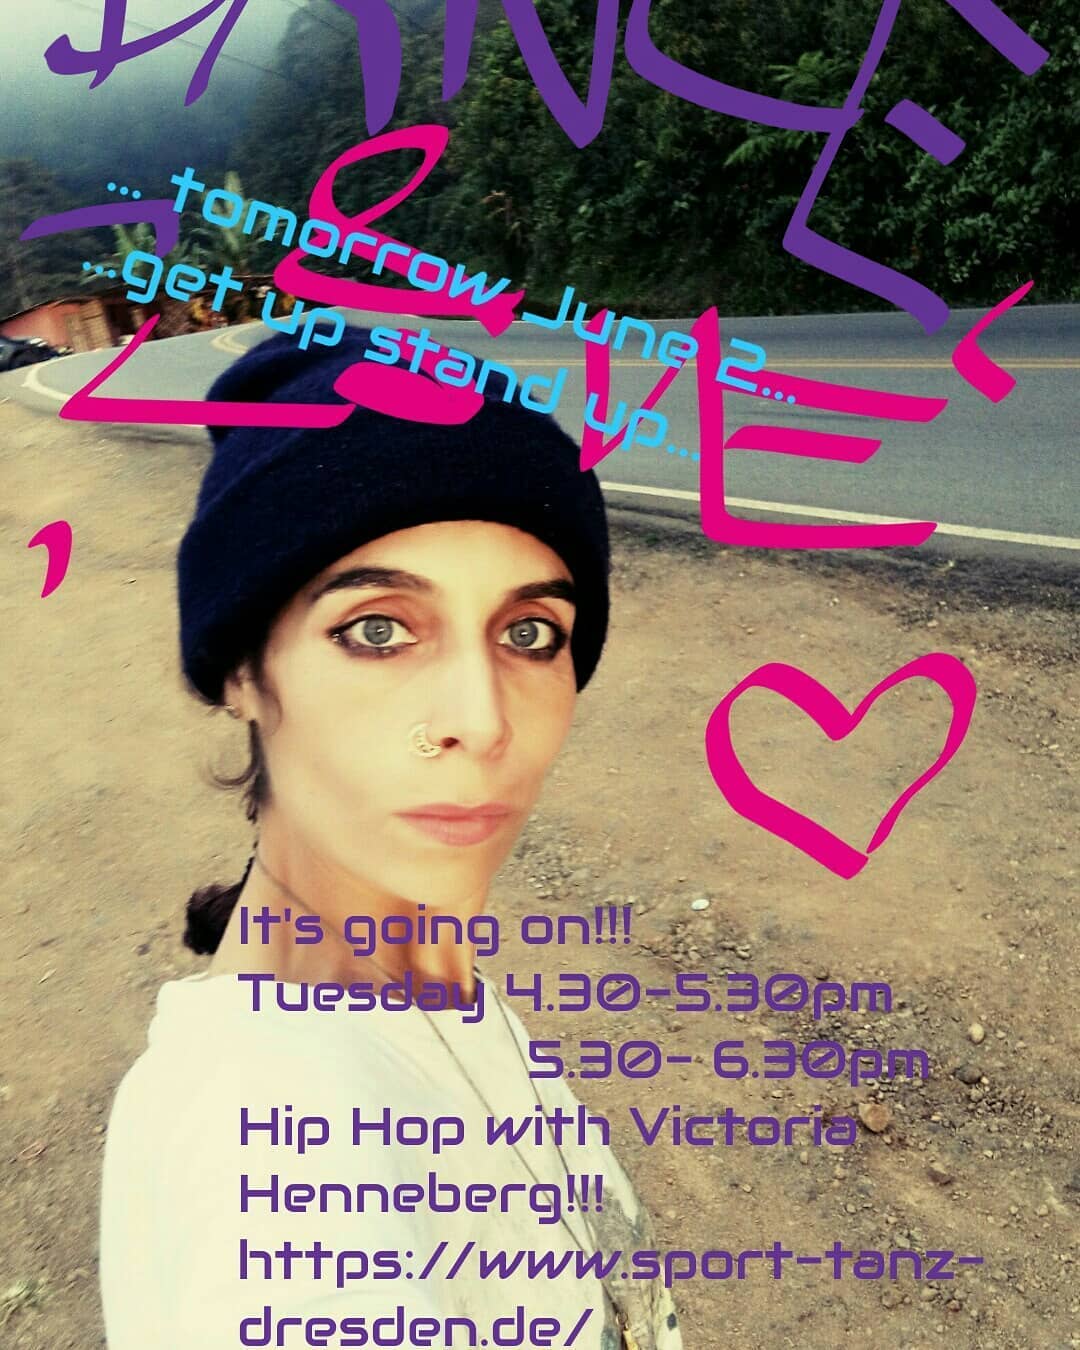 DANCE
&
LOVE
... tomorrow June 2...
...get up stand up...
It's going on!!!
Tuesday 4.30-5.30pm
5.30- 6.30pm
Hip Hop with Victoria
Henneberg!!!
https://www.sport-tanz-
dresden.de/